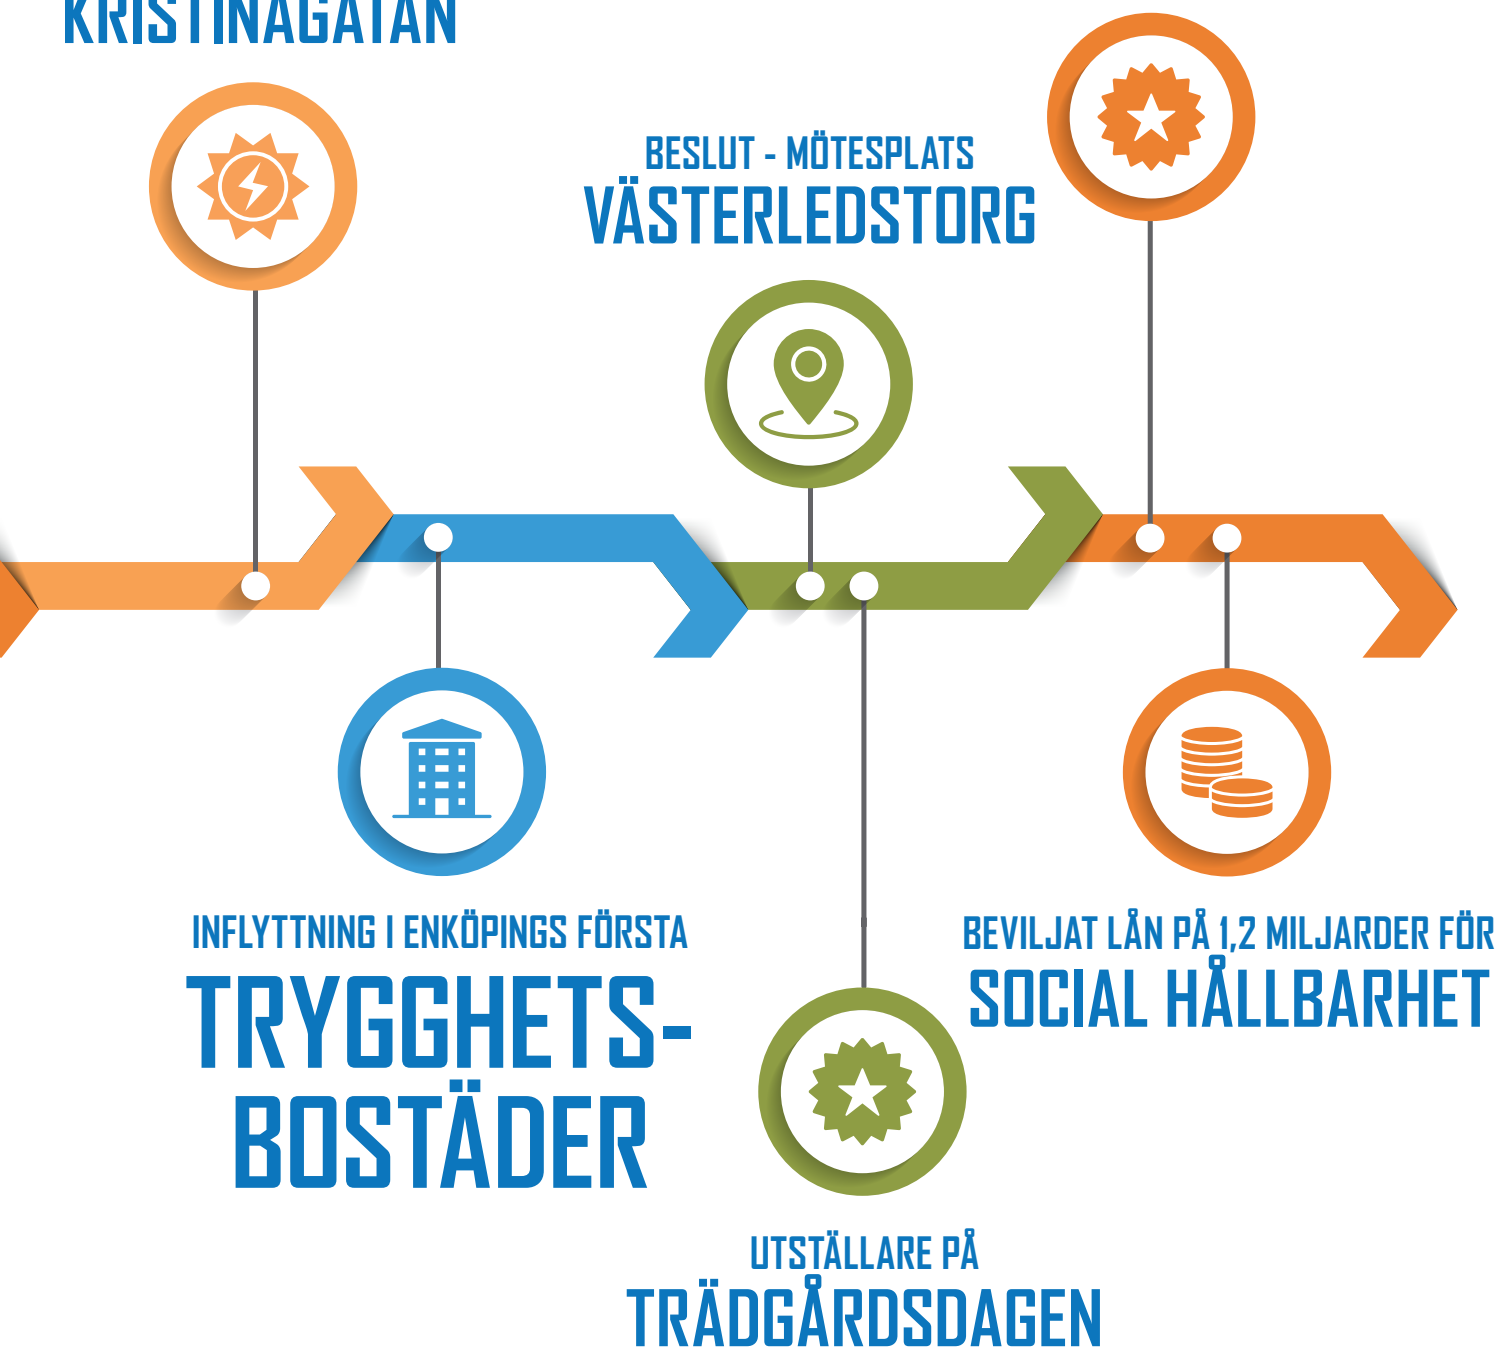 KRISTINAGATAN
BESLUT - MÖTESPLATS
VÄSTERLEDSTORG
INFLYTTNING I ENKÖPINGS FÖRSTA
TRYGGHETS-
BOSTÄDER
BEVILJAT LÅN PÅ 1,2 MILJARDER FÖR
SOCIAL HÅLLBARHET
UTSTÄLLARE PÅ
TRÄDGÅRDSDAGEN